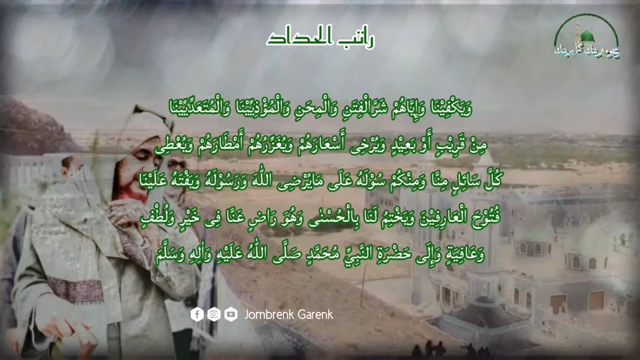 راتب الحداد
وَيَكْفِيْنَا وَاِيَّاهُمْ شَرَّالْفِتَنِ وَالْمِحَنِ وَالْمُؤْذِيِّيْنَا وَالْمُتَعَدِّيِّيْنَا
مِنْ قَرِيْبٍ أَوْ بَعِيْدٍ وَيُرْخِى أَسْعَارَهُمْ وَيُغْزِرَهُمْ أَمْطَارَهُمْ وَيُعْطِى
كُلَّ سَائِلٍ مِنَّا وَمِنْكُمْ سُوْلَهُ عَلَى مَايُرْضِى اللّٰهَ وَرَسُوْلَهُ وَيَفْتَهُ عَلَيْنَا
فُتُوْحَ الْعَارِفِيْنَ وَيَخْتِمُ لَنَا بِالْحُسْنٰى وَهُوَ رَاضٍ عَنَّا فِى خَيْرٍ وَلُطْفٍ
وَعَافِيَةٍ وَإِلَى حَضْرَةِ النَّبِيِّ مُحَمَّدٍ صَلَّى اللّٰهُ عَلَيْهِ وَاٰلِهِ وَسَلَّمَ
Jombrenk Garenk